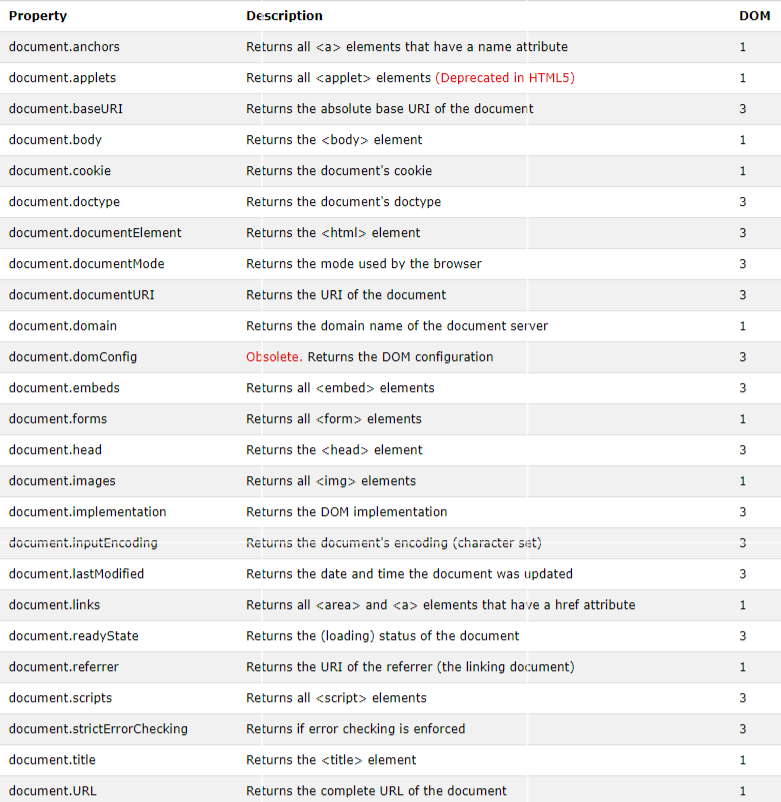 Property Description DOM
document.anchors Returns all <a> elements that have a name attribute 1
document.applets Returns all <applet> elements (Deprecated in HTML5) 1
document.baseURI Returns the absolute base URI of the document 3
document.body Returns the <body> element 1
document.cookie Returns the document's cookie 1
document.doctype Returns the document's doctype 3
document.documentElement Returns the <html> element 3
document.documentMode Returns the mode used by the browser 3
document.documentURI Returns the URI of the document 3
document.domain Returns the domain name of the document server 1
document.domConfig Obsolete. Returns the DOM configuration 3
document.embeds Returns all <embed> elements 3
document.forms Returns all <form> elements 1
document.head Returns the <head> element 3
document.images Returns all <img> elements 1
document.implementation Returns the DOM implementation 3
document.inputEncoding Returns the document's encoding (character set) 3
document.lastModified Returns the date and time the document was updated 3
document.links Returns all <area> and <a> elements that have a href attribute 1
document.readyState Returns the (loading) status of the document 3
document.referrer Returns the URI of the referrer (the linking document) 1
document.scripts Returns all <script> elements 3
document.strictErrorChecking Returns if error checking is enforced 3
document.title Returns the <title> element 1
document.URL Returns the complete URL of the document 1